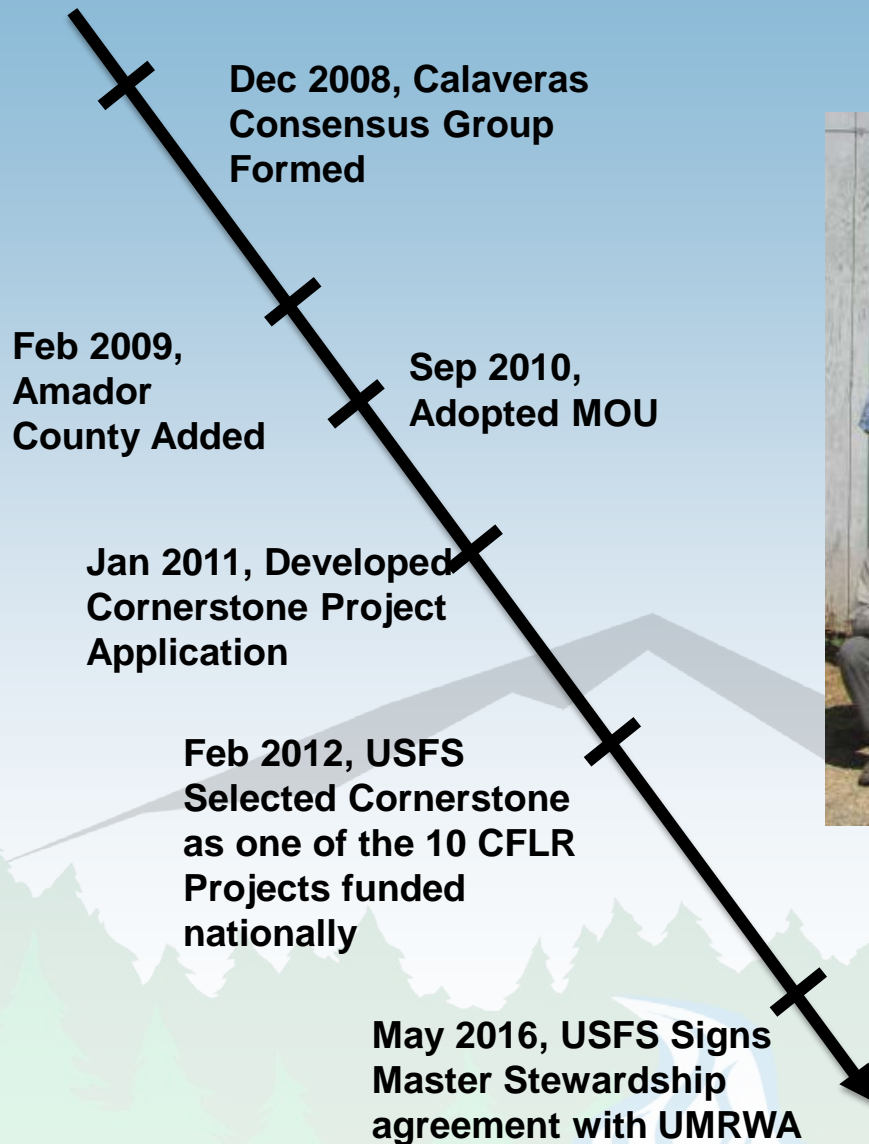 Dec 2008, Calaveras
Consensus Group
Formed
Feb 2009,
Amador
County Added
Sep 2010,
Adopted MOU
Jan 2011, Developed
Cornerstone Project
Application
Feb 2012, USFS
Selected Cornerstone
as one of the 10 CFLR
Projects funded
nationally
May 2016, USFS Signs
Master Stewardship
agreement with UMRWA